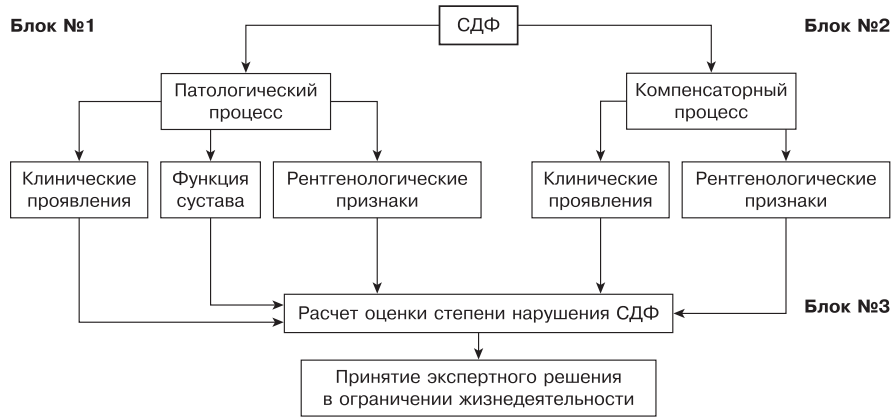 Блок №1
СДФ
Блок №2
Патологический
процесс
Компенсаторный
процесс
Клинические
проявления
Функция
сустава
Рентгенологические
признаки
Клинические
проявления
Рентгенологические
признаки
Расчет оценки степени нарушения СДФ
Блок №3
Принятие экспертного решения
в ограничении жизнедеятельности